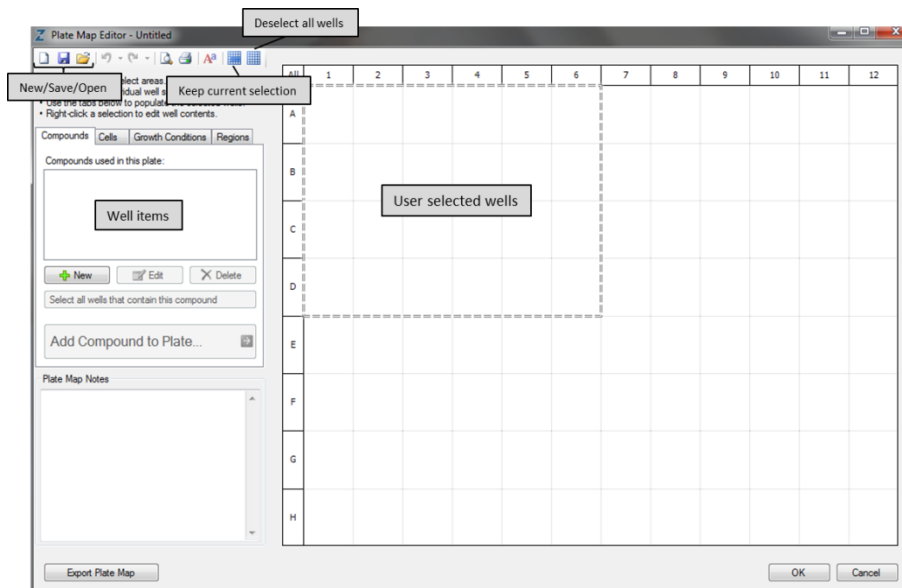 Deselect all wells
Plate Map Editor - Untitled
New/Save/Open
Keep current selection
elect areas.
vidual well s
• Use the tabs below to populate
• Right-click a selection to edit well contents.
Compounds Cells Growth Conditions Regions
Compounds used in this plate:
Well items
New Edit Delete
Select all wells that contain this compound
Add Compound to Plate...
Plate Map Notes
Export Plate Map
All 1 2 3 4 5 6 7 8 9 10 11 12
A
B
User selected wells
C
D
E
F
G
H
OK Cancel